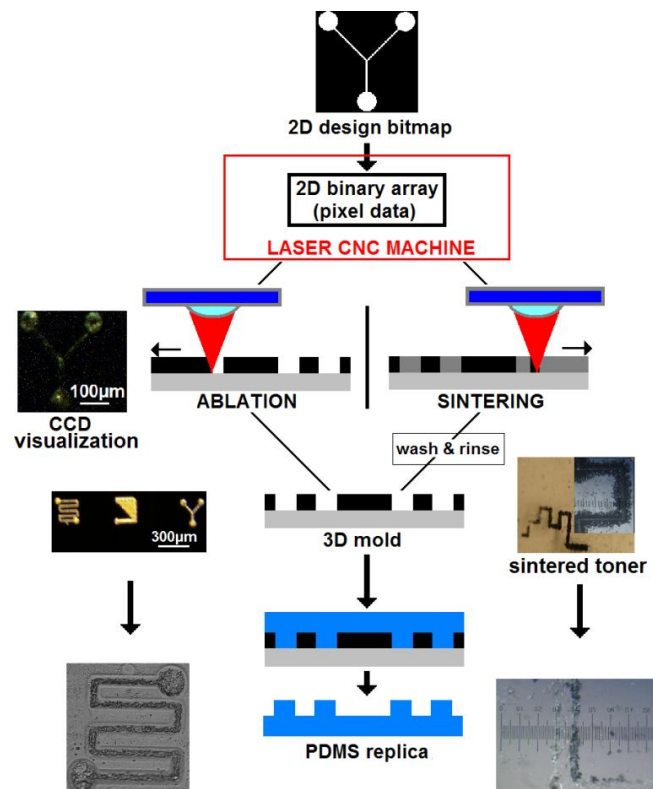 2D design bitmap
2D binary array
(pixel data)
LASER CNC MACHINE
100μm
ABLATION
SINTERING
CCD
visualization
wash & rinse
300μm
3D mold
sintered toner
PDMS replica